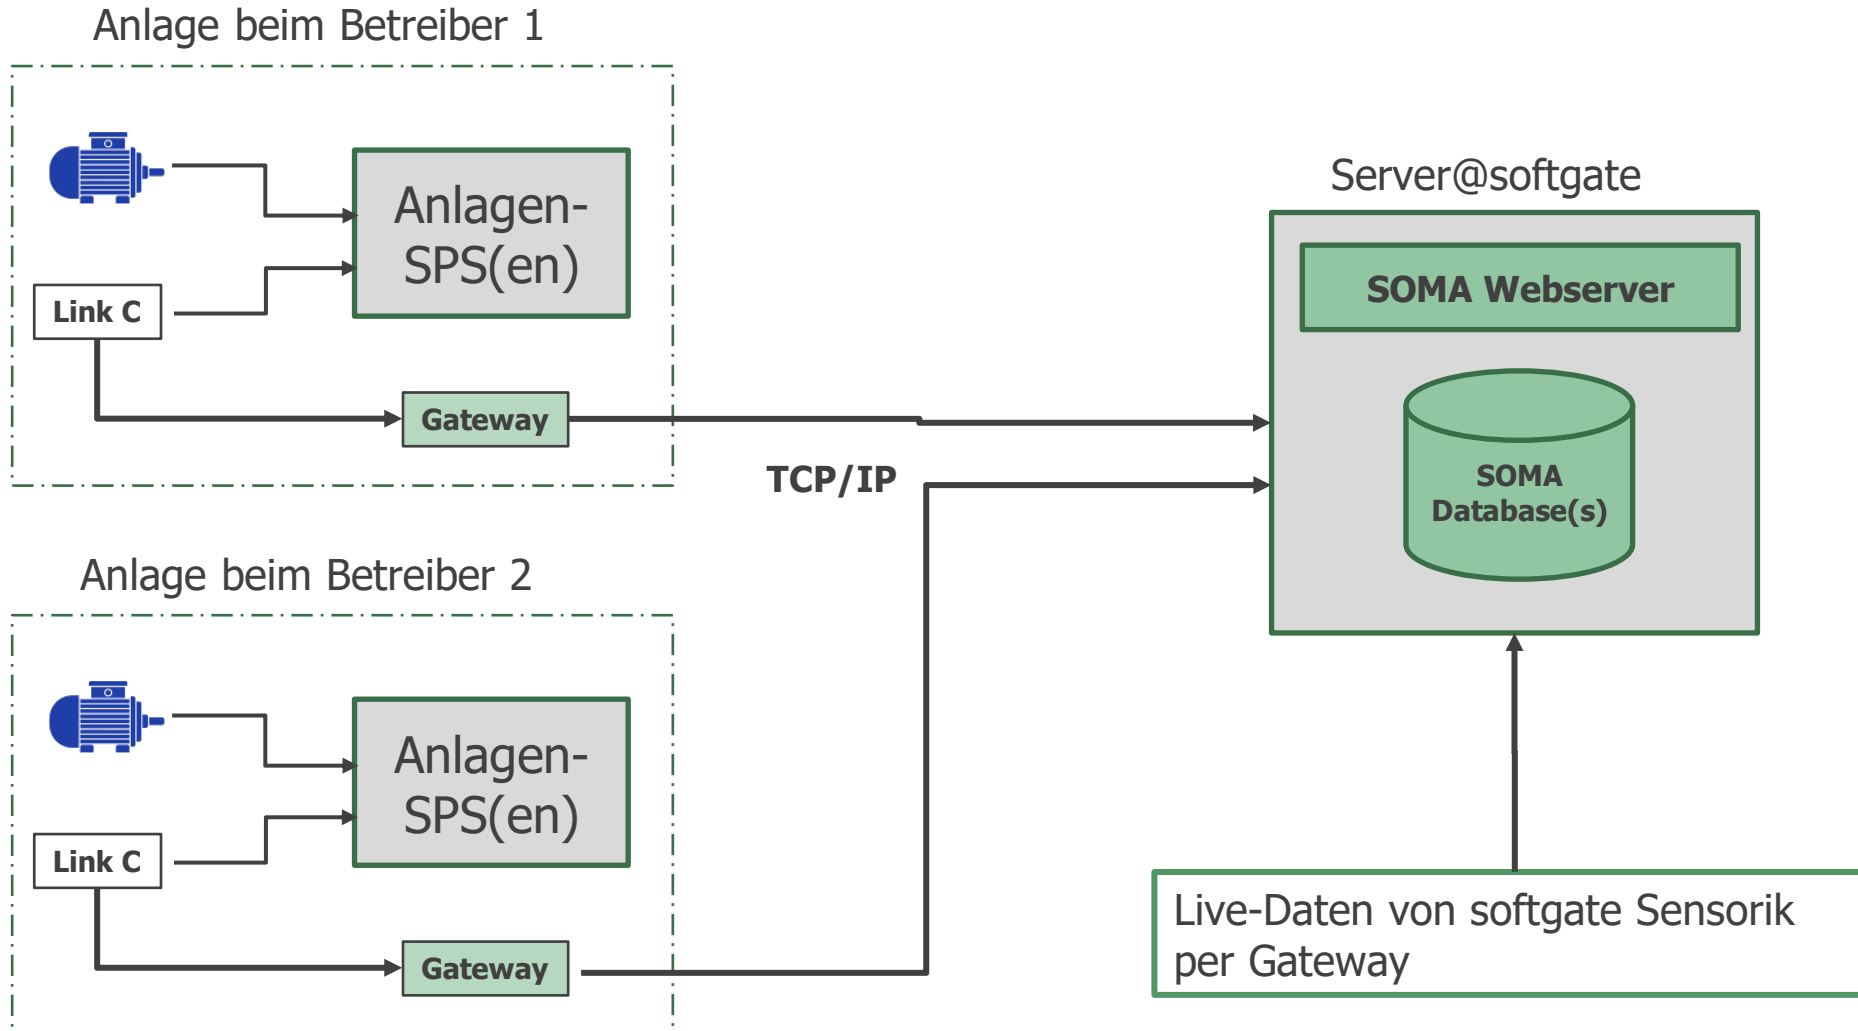 Anlage beim Betreiber 1
Anlagen-
SPS(en)
Link C
Gateway
TCP/IP
Server@softgate
SOMA Webserver
SOMA
Database(s)
Anlage beim Betreiber 2
Anlagen-
SPS(en)
Link C
Gateway
Live-Daten von softgate Sensorik
per Gateway